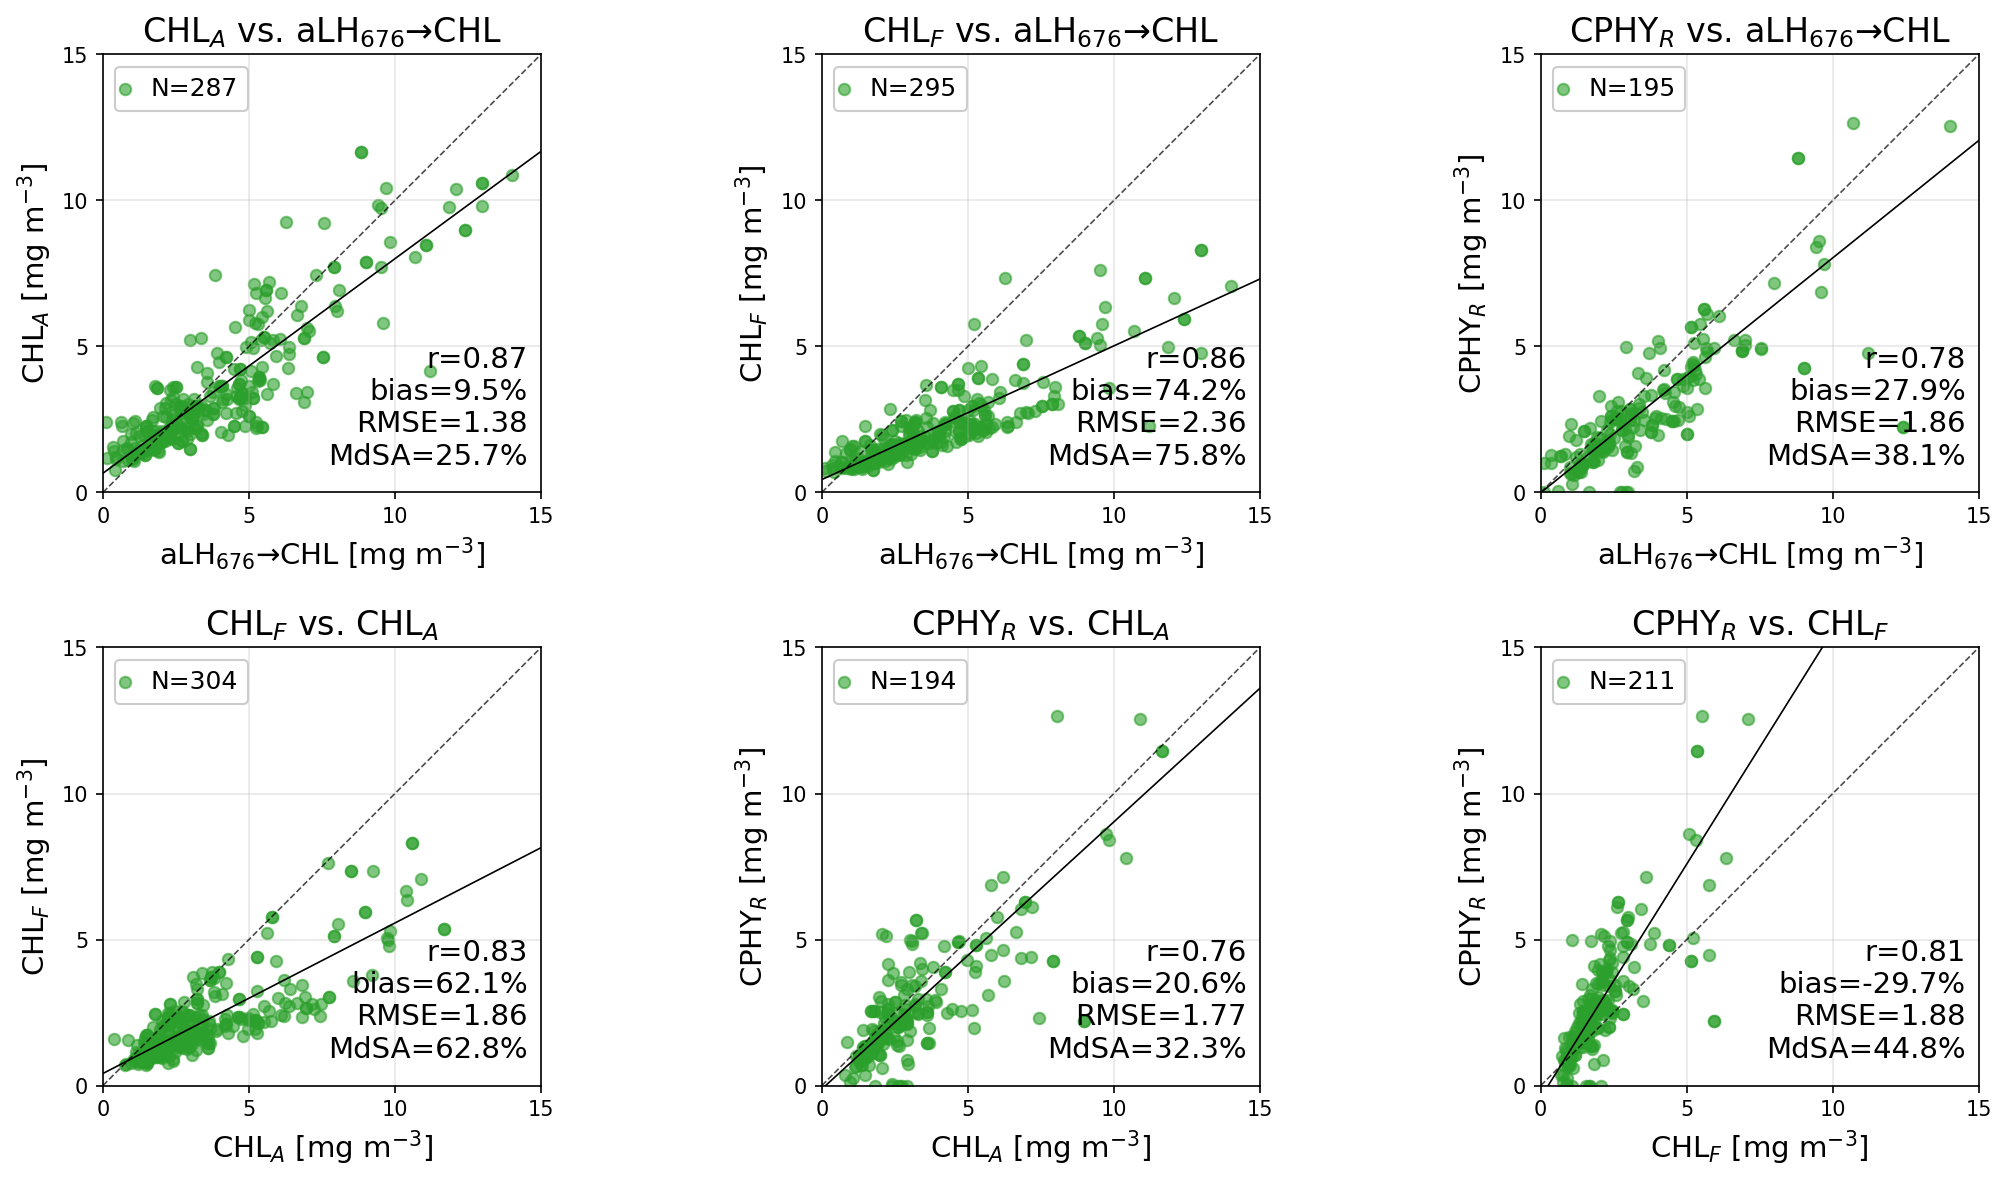 CHL_A vs. aLH_676→CHL
15
10
5
0
N=287
r=0.87
bias=9.5%
RMSE=1.38
MdSA=25.7%
0 5 10 15
CHL_A [mg m⁻³]
aLH_676→CHL [mg m⁻³]
CHL_F vs. aLH_676→CHL
15
10
5
0
N=295
r=0.86
bias=74.2%
RMSE=2.36
MdSA=75.8%
0 5 10 15
CHL_F [mg m⁻³]
aLH_676→CHL [mg m⁻³]
CPHY_R vs. aLH_676→CHL
15
10
5
0
N=195
r=0.78
bias=27.9%
RMSE=1.86
MdSA=38.1%
0 5 10 15
CPHY_R [mg m⁻³]
aLH_676→CHL [mg m⁻³]
CHL_F vs. CHL_A
15
10
5
0
N=304
r=0.83
bias=62.1%
RMSE=1.86
MdSA=62.8%
0 5 10 15
CHL_F [mg m⁻³]
CHL_A [mg m⁻³]
CPHY_R vs. CHL_A
15
10
5
0
N=194
r=0.76
bias=20.6%
RMSE=1.77
MdSA=32.3%
0 5 10 15
CPHY_R [mg m⁻³]
CHL_A [mg m⁻³]
CPHY_R vs. CHL_F
15
10
5
0
N=211
r=0.81
bias=-29.7%
RMSE=1.88
MdSA=44.8%
0 5 10 15
CPHY_R [mg m⁻³]
CHL_F [mg m⁻³]